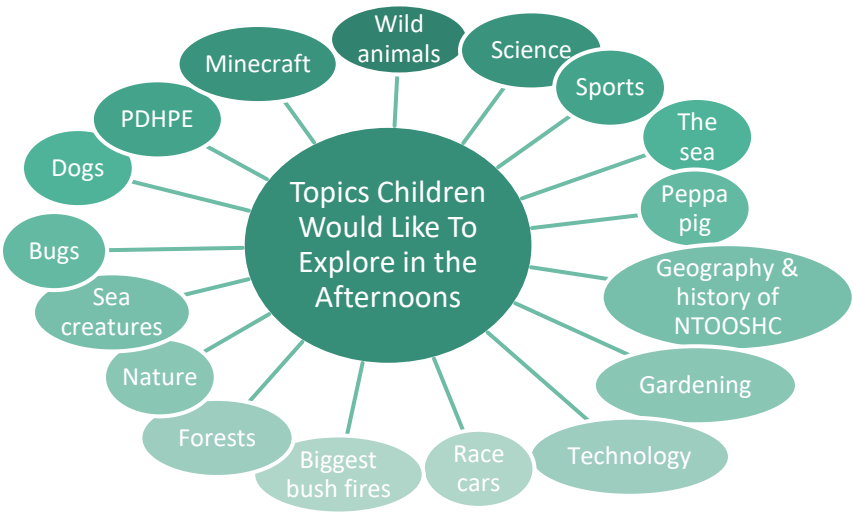 Topics Children
Would Like To
Explore in the
Afternoons
Wild
animals
Science
Sports
The
sea
Peppa
pig
Geography &
history of
NTOOSHC
Gardening
Technology
Race
cars
Biggest
bush fires
Forests
Nature
Sea
creatures
Bugs
Dogs
PDHPE
Minecraft